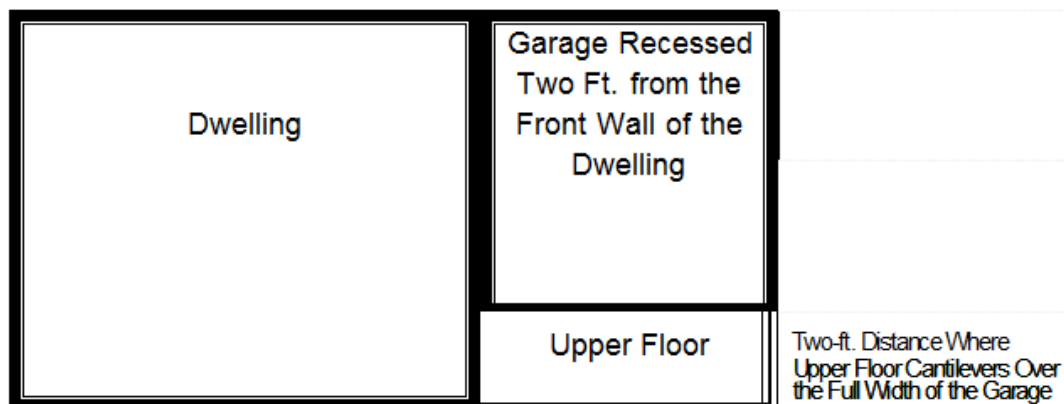 Dwelling
Garage Recessed
Two Ft. from the
Front Wall of the
Dwelling
Upper Floor
Two-ft. Distance Where
Upper Floor Cantilevers Over
the Full Width of the Garage